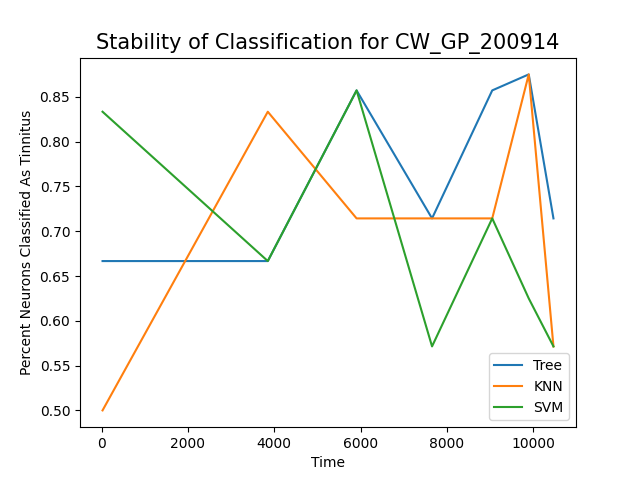 Stability of Classification for CW_GP_200914
Percent Neurons Classified As Tinnitus
0.85
0.80
0.75
0.70
0.65
0.60
0.55
0.50
0
2000
4000
6000
8000
10000
Time
Tree
KNN
SVM